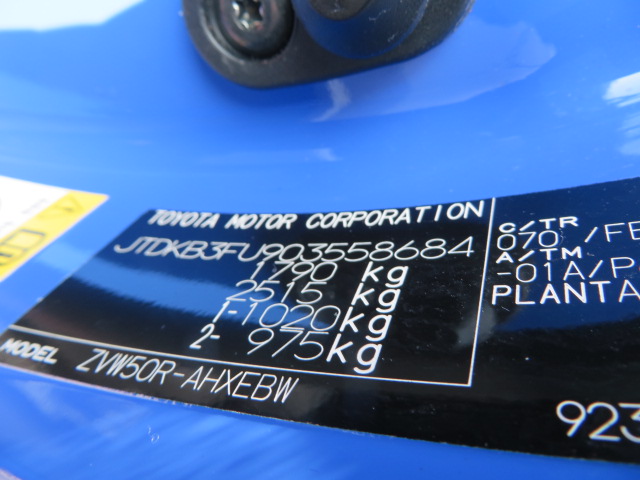 TOYOTA MOTOR CORPORATION
JTDKB3FU903558684
1790 kg
2515 kg
1-1020kg
2- 975kg
MODEL ZVW50R-AHXEBW
C/TR
070 /FB
A/TM
-01A/P
PLANTA
923